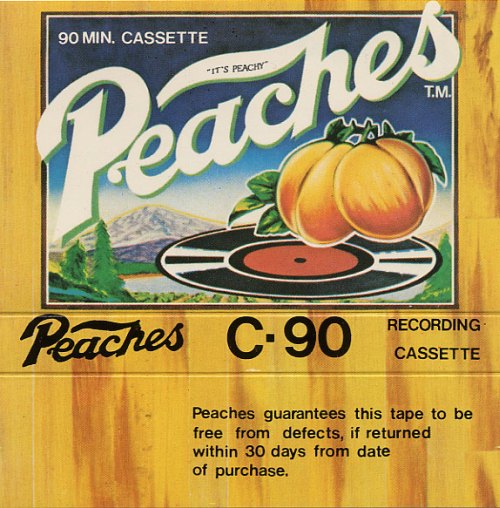 90 MIN. CASSETTE
"IT'S PEACHY"
Peaches
T.M.
Peaches
C-90
RECORDING
CASSETTE
Peaches guarantees this tape to be
free from defects, if returned
within 30 days from date
of purchase.